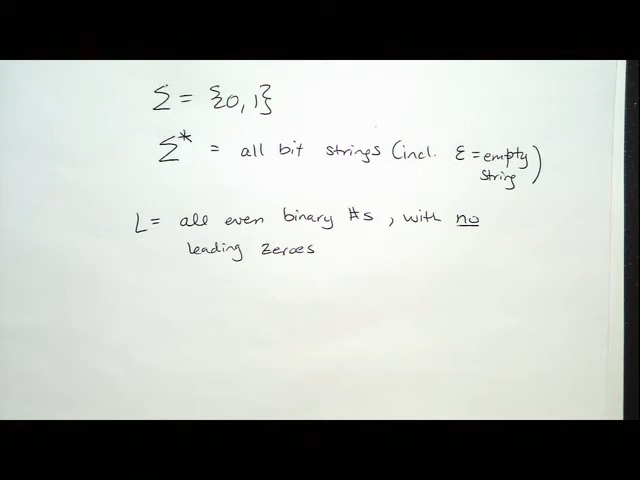 Σ = {0, 1}
Σ* = all bit strings (incl. ε = empty string)
L = all even binary #s, with no
leading zeroes